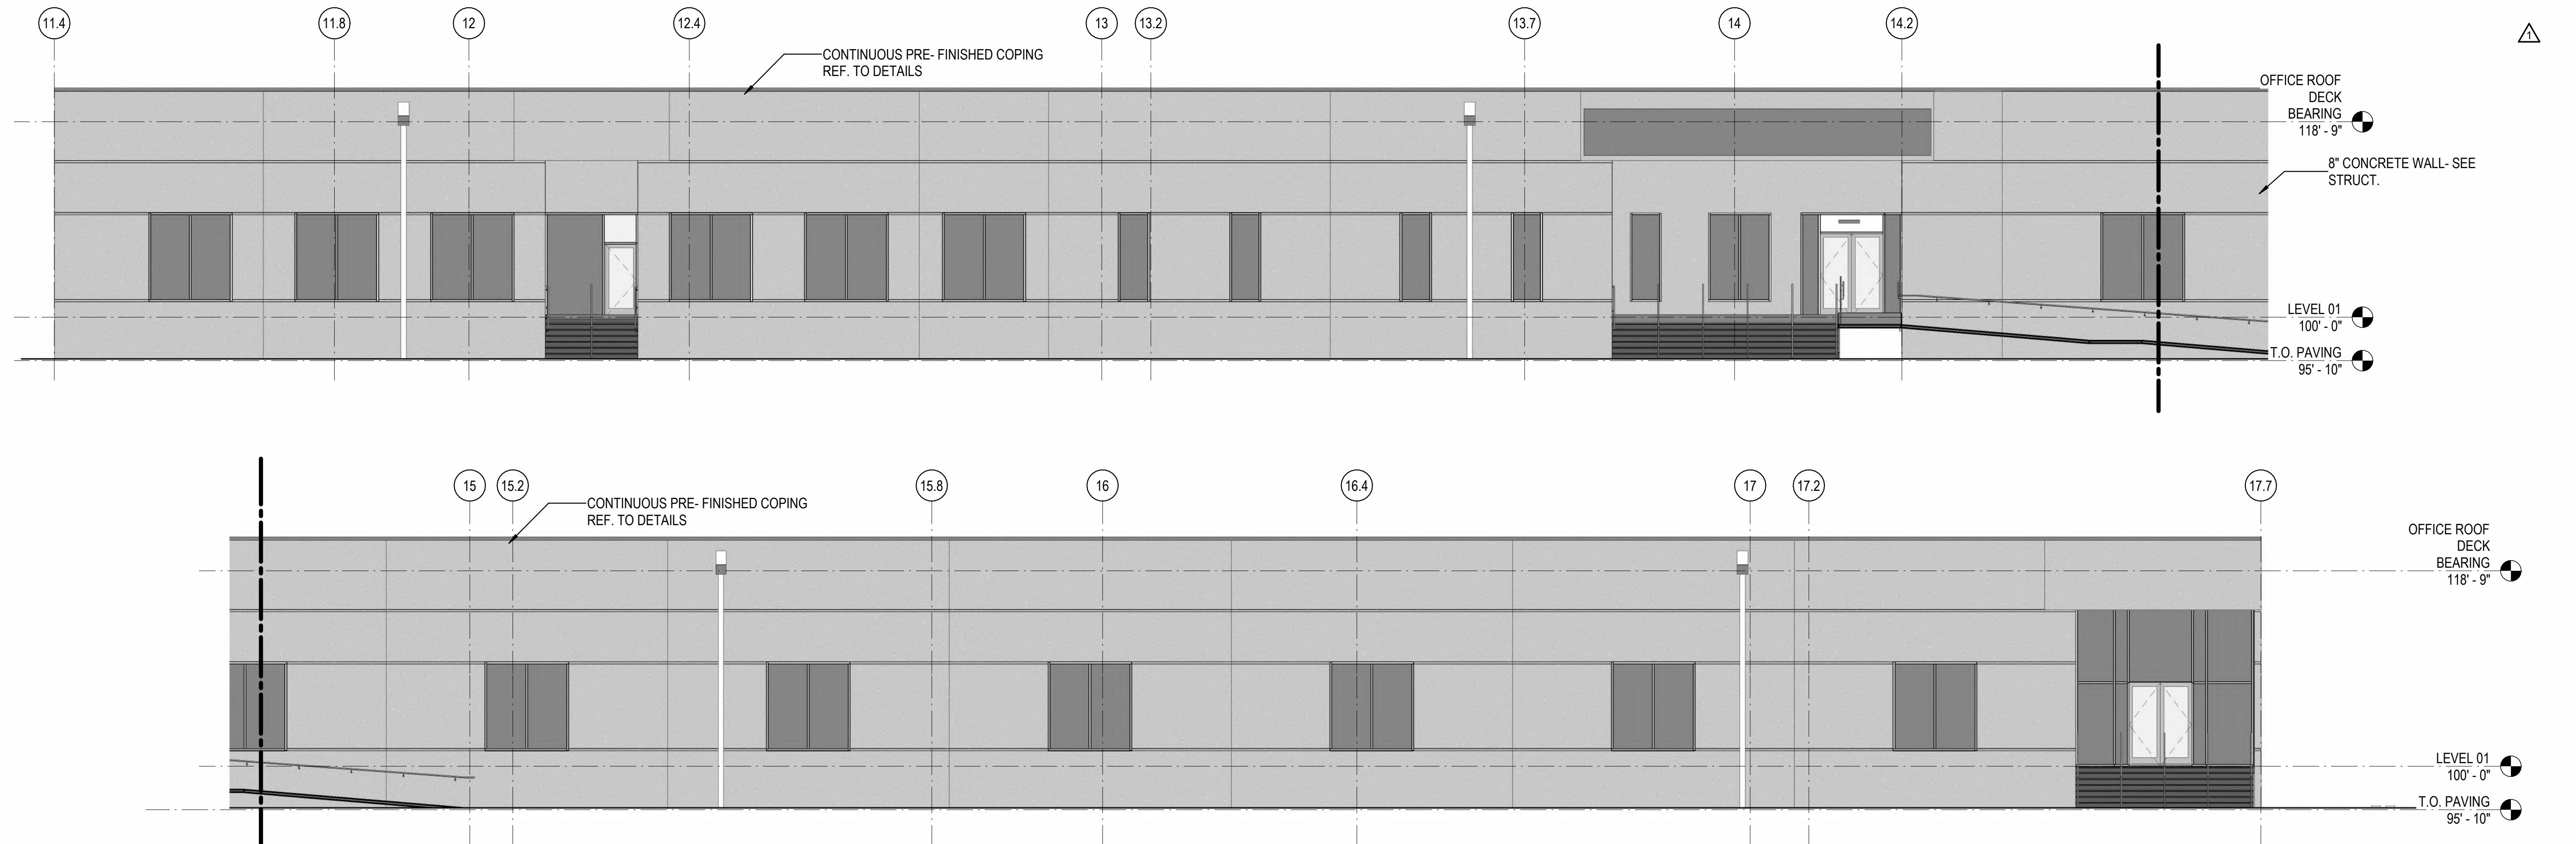 11.4
11.8
12
12.4
13
13.2
13.7
14
14.2
1
CONTINUOUS PRE- FINISHED COPING
REF. TO DETAILS
OFFICE ROOF
DECK
BEARING
118' - 9"
8" CONCRETE WALL- SEE
STRUCT.
LEVEL 01
100' - 0"
T.O. PAVING
95' - 10"
15
15.2
15.8
16
16.4
17
17.2
17.7
CONTINUOUS PRE- FINISHED COPING
REF. TO DETAILS
OFFICE ROOF
DECK
BEARING
118' - 9"
LEVEL 01
100' - 0"
T.O. PAVING
95' - 10"